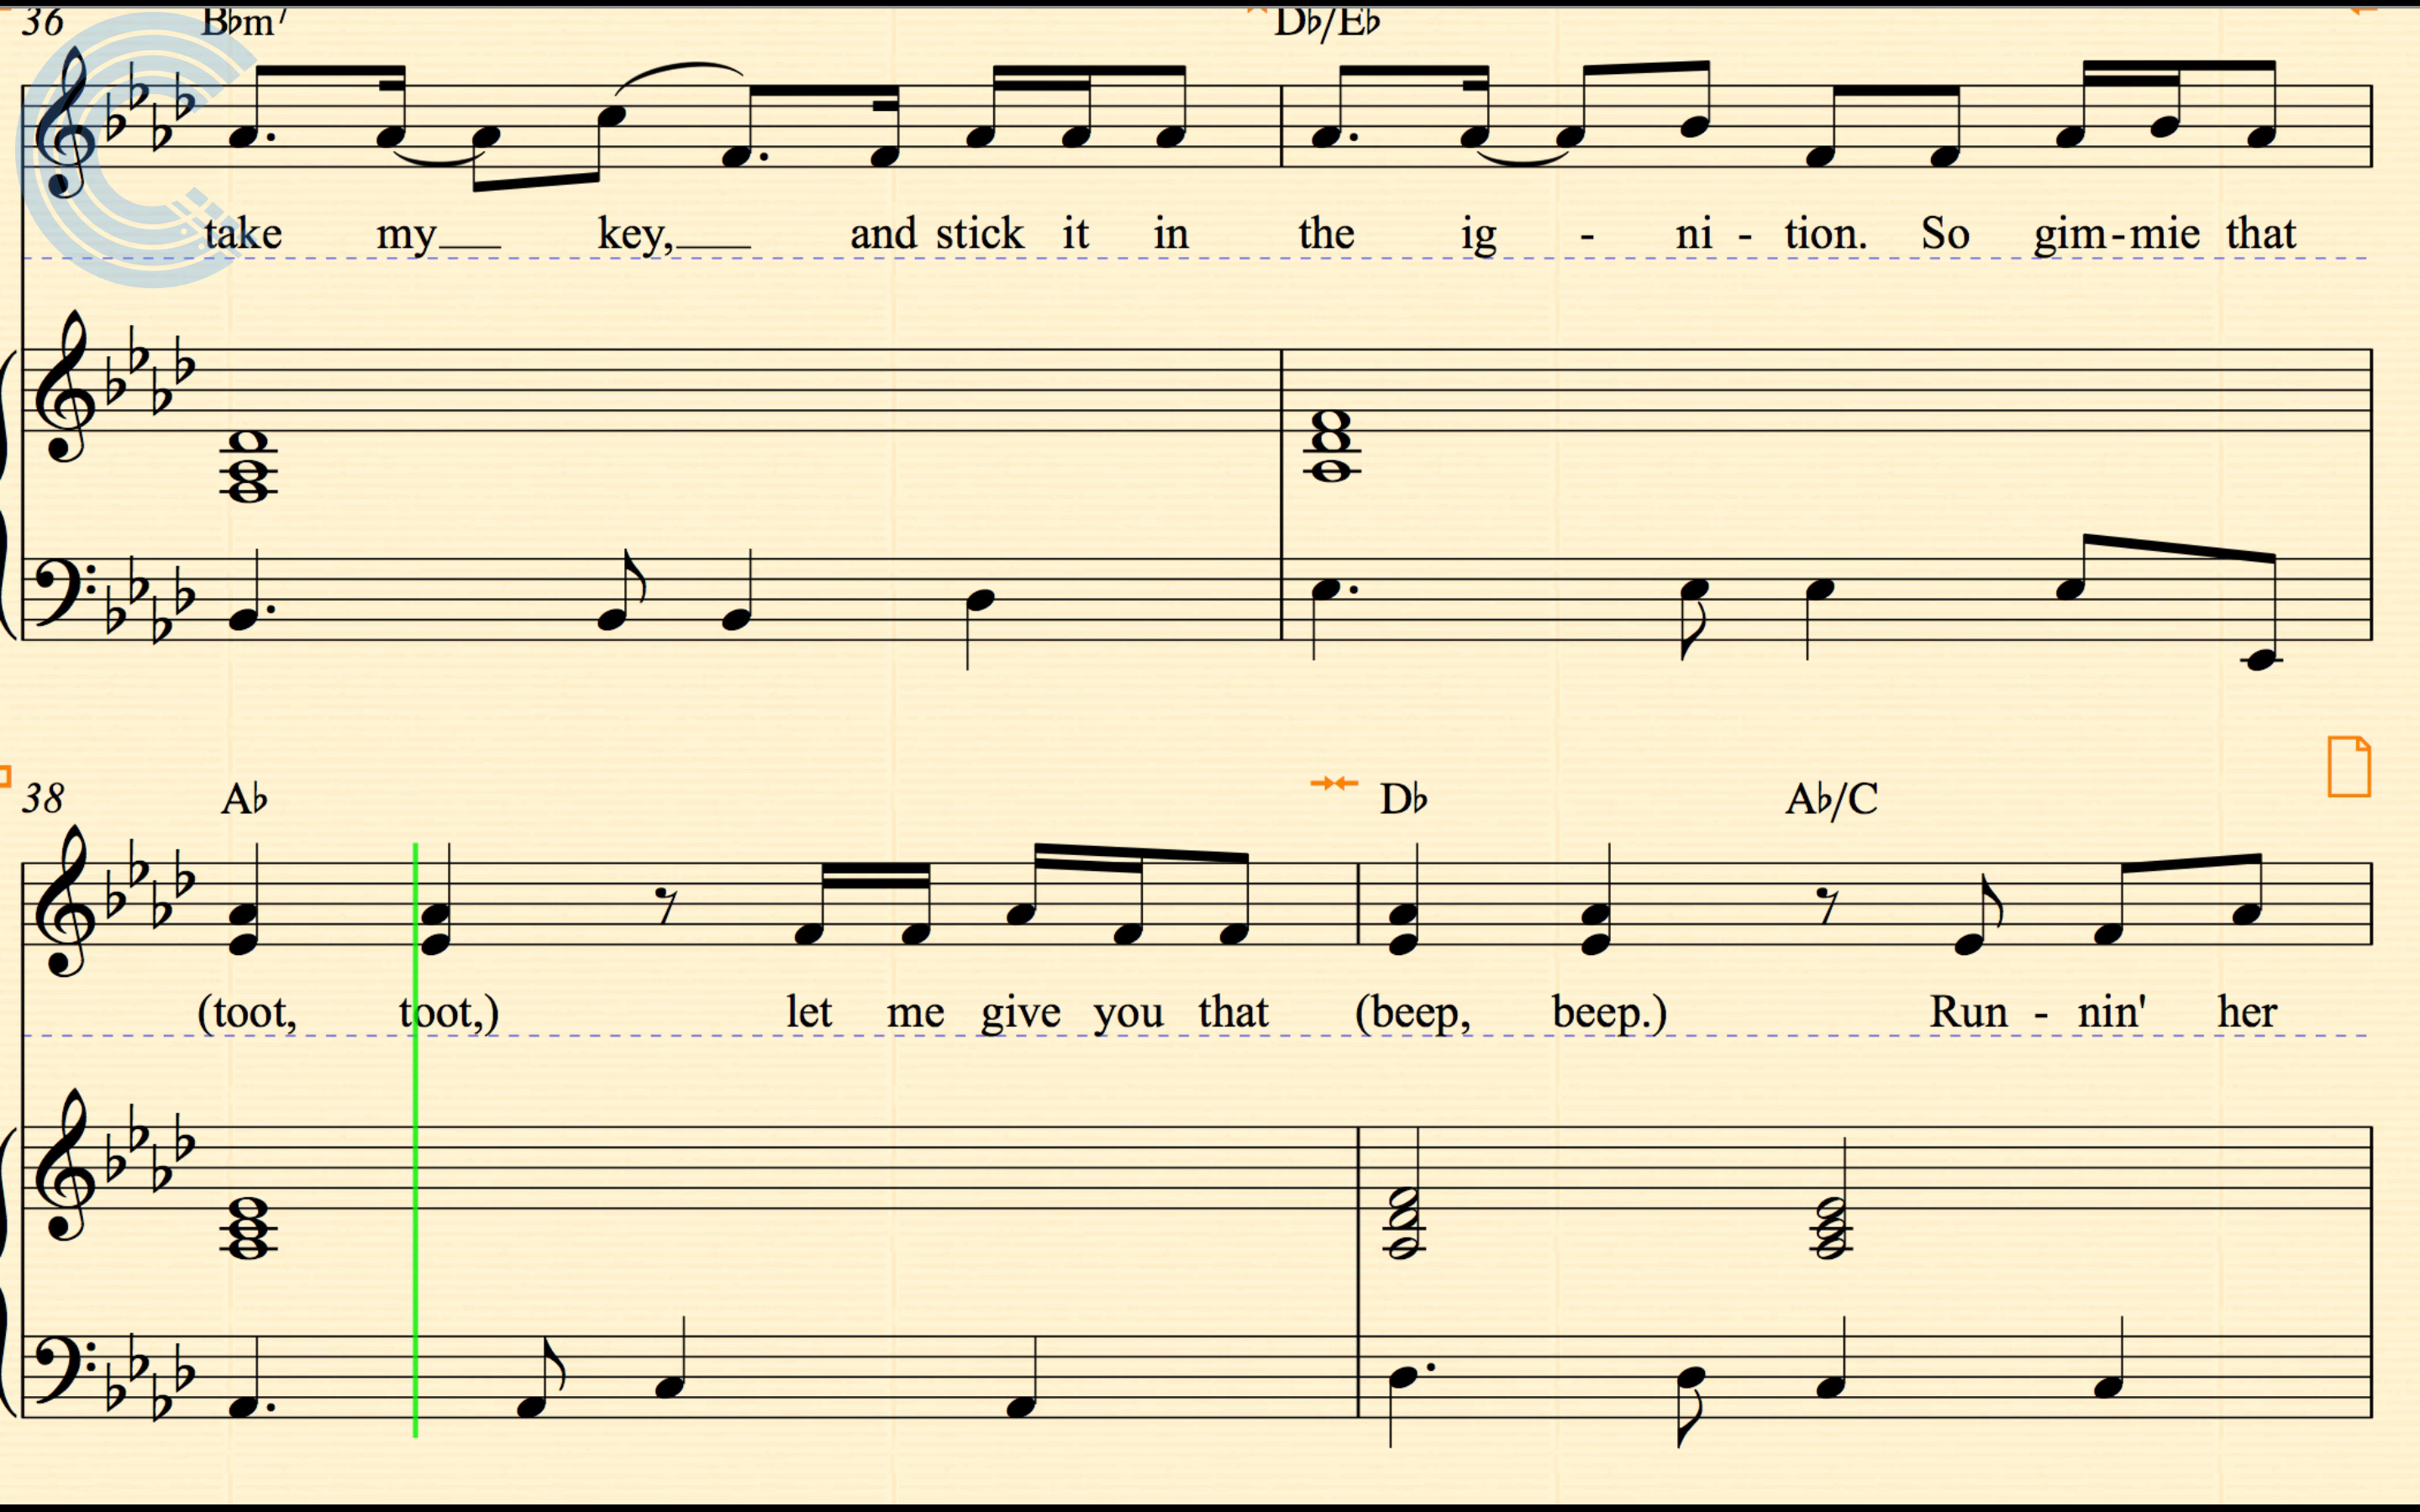 36 B♭m7 D♭/E♭
take my key, and stick it in the ig - ni - tion. So gim-mie that
38 A♭ D♭ A♭/C
(toot, toot,) let me give you that (beep, beep.) Run - nin' her